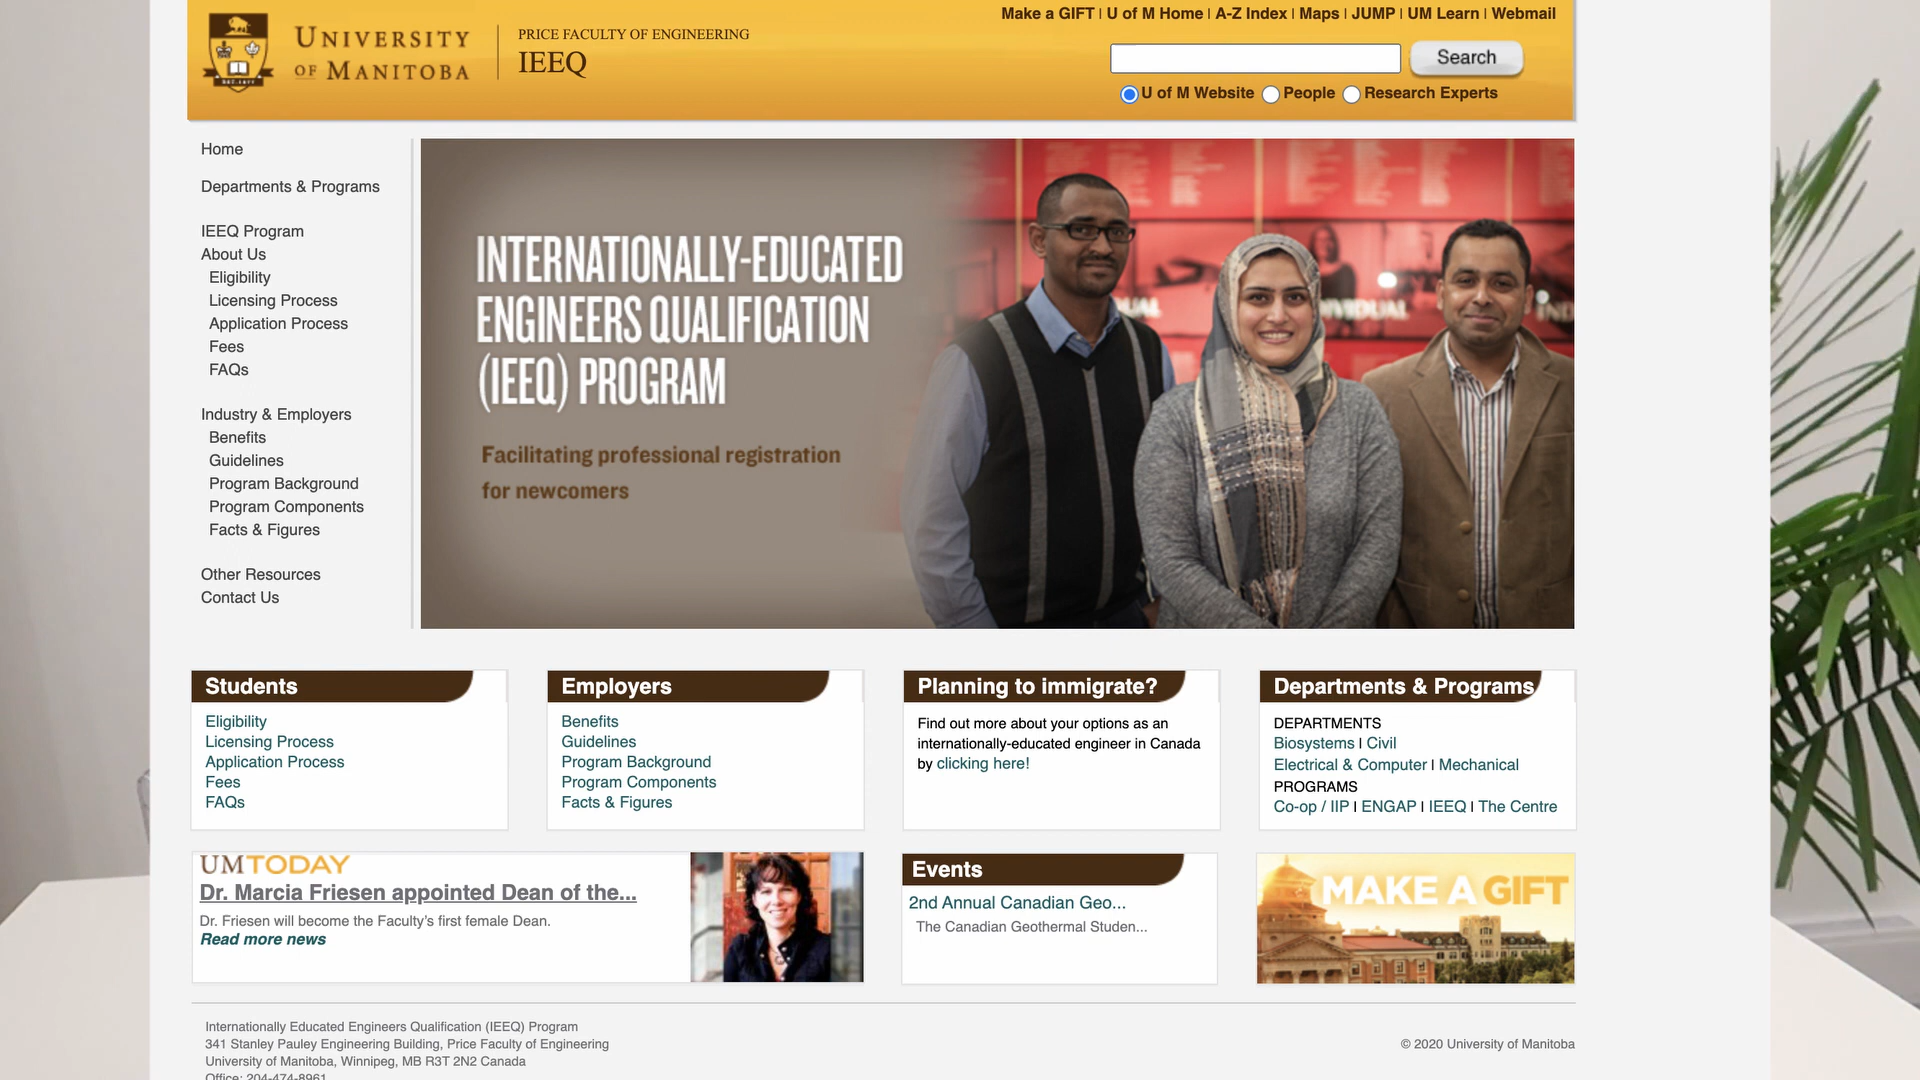 Make a GIFT | U of M Home | A-Z Index | Maps | JUMP | UM Learn | Webmail
UNIVERSITY
OF MANITOBA
PRICE FACULTY OF ENGINEERING
IEEQ
Search
U of M Website People Research Experts
Home
Departments & Programs
IEEQ Program
About Us
Eligibility
Licensing Process
Application Process
Fees
FAQs
Industry & Employers
Benefits
Guidelines
Program Background
Program Components
Facts & Figures
Other Resources
Contact Us
INTERNATIONALLY-EDUCATED
ENGINEERS QUALIFICATION
(IEEQ) PROGRAM
Facilitating professional registration
for newcomers
Students
Eligibility
Licensing Process
Application Process
Fees
FAQs
Employers
Benefits
Guidelines
Program Background
Program Components
Facts & Figures
Planning to immigrate?
Find out more about your options as an
internationally-educated engineer in Canada
by clicking here!
Departments & Programs
DEPARTMENTS
Biosystems | Civil
Electrical & Computer | Mechanical
PROGRAMS
Co-op / IIP | ENGAP | IEEQ | The Centre
UMTODAY
Dr. Marcia Friesen appointed Dean of the...
Dr. Friesen will become the Faculty's first female Dean.
Read more news
Events
2nd Annual Canadian Geo...
The Canadian Geothermal Studen...
MAKE A GIFT
Internationally Educated Engineers Qualification (IEEQ) Program
341 Stanley Pauley Engineering Building, Price Faculty of Engineering
University of Manitoba, Winnipeg, MB R3T 2N2 Canada
Office: 204-474-8961
© 2020 University of Manitoba